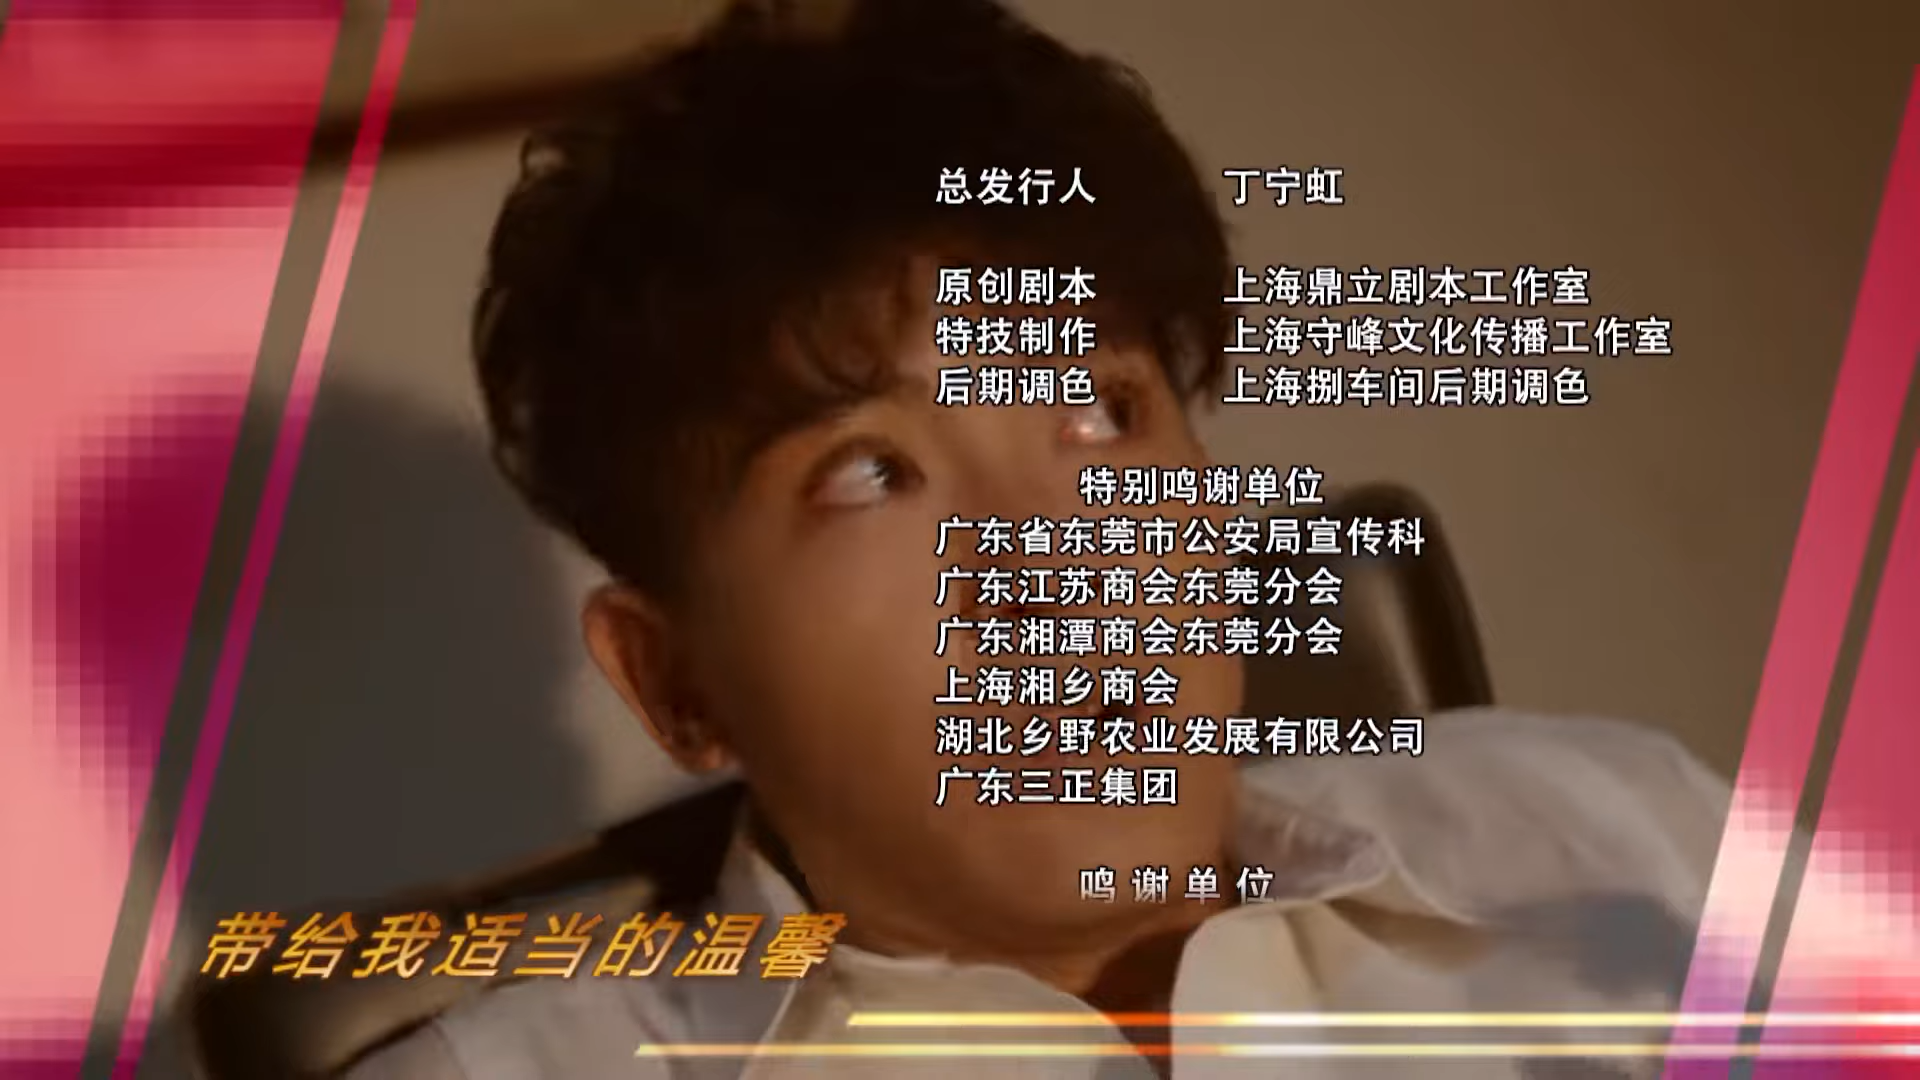 总发行人 丁宁虹
原创剧本 上海鼎立剧本工作室
特技制作 上海守峰文化传播工作室
后期调色 上海捌车间后期调色
特别鸣谢单位
广东省东莞市公安局宣传科
广东江苏商会东莞分会
广东湘潭商会东莞分会
上海湘乡商会
湖北乡野农业发展有限公司
广东三正集团
鸣谢单位
带给我适当的温馨